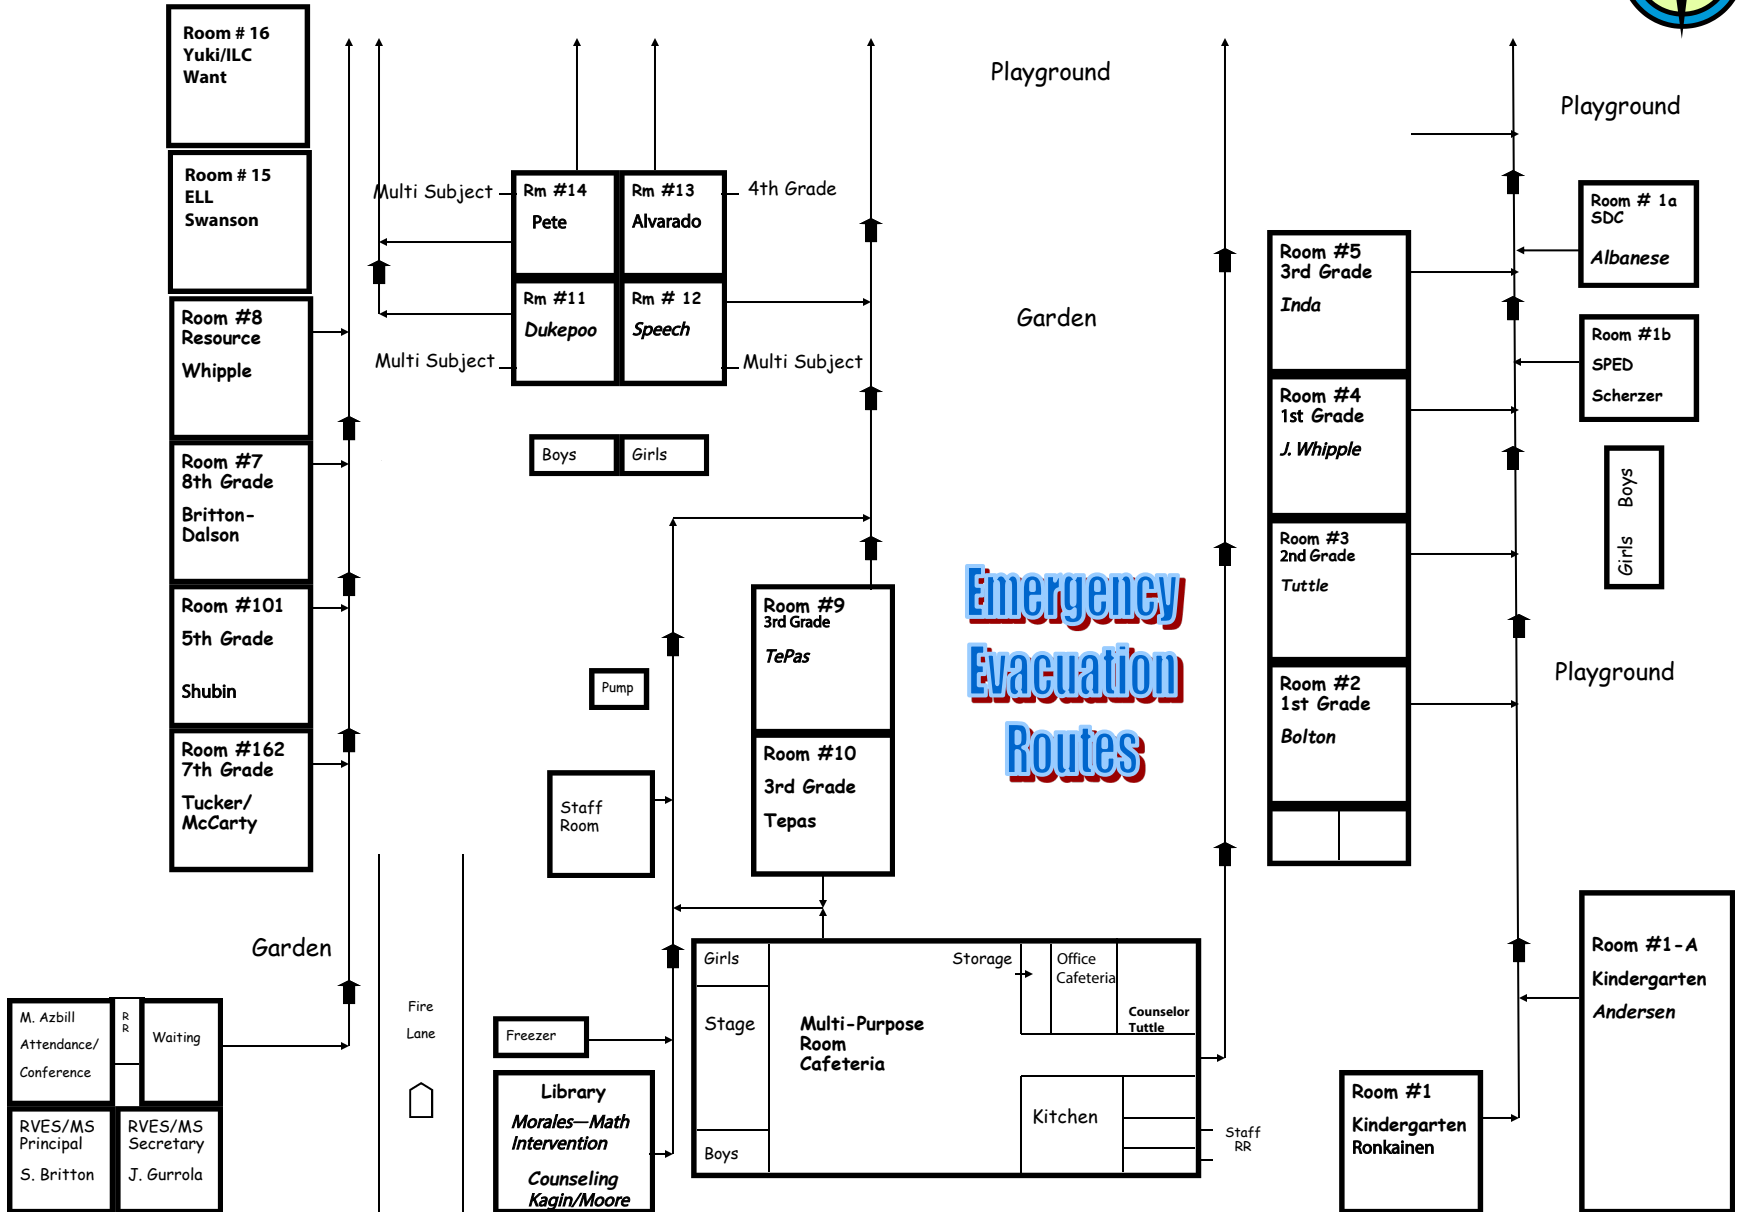 Room # 16
Yuki/ILC
Want
Room # 15
ELL
Swanson
Room #8
Resource
Whipple
Room #7
8th Grade
Britton-
Dalson
Room #101
5th Grade
Shubin
Room #162
7th Grade
Tucker/
McCarty
Garden
M. Azbill
Attendance/
Conference
R
R
Waiting
RVES/MS
Principal
S. Britton
RVES/MS
Secretary
J. Gurrola
Fire
Lane
Multi Subject
Rm #14
Pete
Rm #13
Alvarado
4th Grade
Rm #11
Dukepoo
Rm # 12
Speech
Multi Subject
Multi Subject
Boys
Girls
Pump
Staff
Room
Room #9
3rd Grade
TePas
Room #10
3rd Grade
Tepas
Freezer
Library
Morales—Math
Intervention
Counseling
Kagin/Moore
Girls
Stage
Boys
Multi-Purpose
Room
Cafeteria
Storage
Office
Cafeteria
Counselor
Tuttle
Kitchen
Staff
RR
Playground
Garden
Emergency
Evacuation
Routes
Room #5
3rd Grade
Inda
Room #4
1st Grade
J. Whipple
Room #3
2nd Grade
Tuttle
Room #2
1st Grade
Bolton
Playground
Room # 1a
SDC
Albanese
Room #1b
SPED
Scherzer
Girls Boys
Playground
Room #1-A
Kindergarten
Andersen
Room #1
Kindergarten
Ronkainen